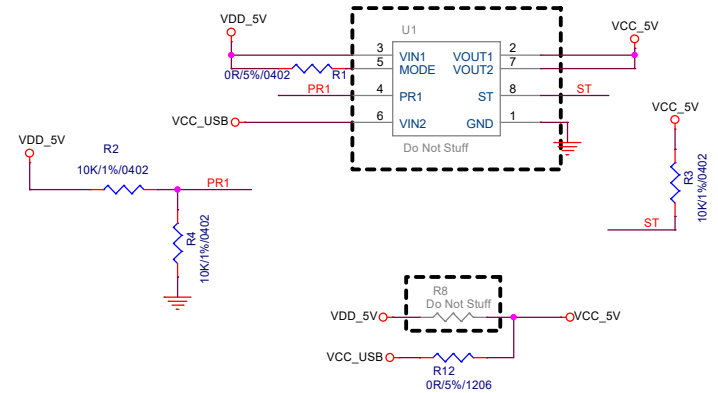 VDD_5V
U1
VCC_5V
3
VIN1
VOUT1
2
5
MODE
VOUT2
7
0R/5%/0402
R1
PR1
4
PR1
ST
8
ST
VCC_USB
6
VIN2
GND
1
Do Not Stuff
VCC_5V
R3
10K/1%/0402
ST
VDD_5V
R2
10K/1%/0402
PR1
R4
10K/1%/0402
R8
Do Not Stuff
VDD_5V
VCC_5V
VCC_USB
R12
0R/5%/1206